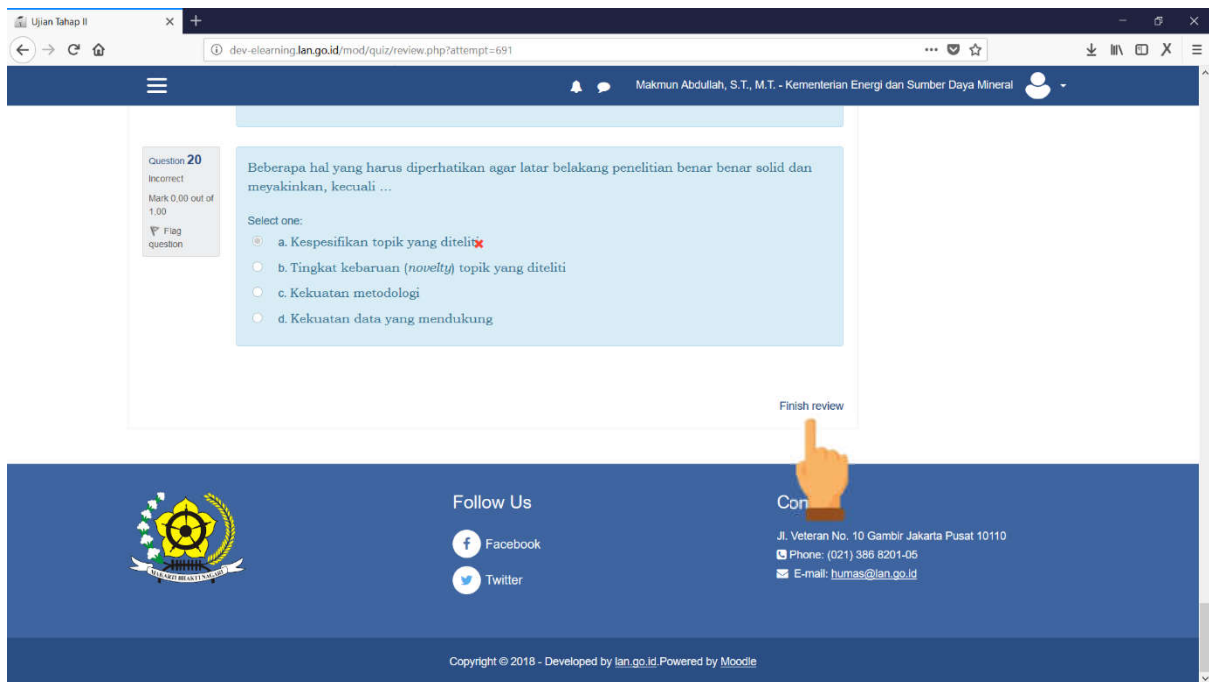 Ujian Tahap II
dev-elearning.lan.go.id/mod/quiz/review.php?attempt=691
Makmun Abdullah, S.T., M.T. - Kementerian Energi dan Sumber Daya Mineral
Question 20
Incorrect
Mark 0,00 out of
1,00
Flag
question
Beberapa hal yang harus diperhatikan agar latar belakang penelitian benar benar solid dan
meyakinkan, kecuali ...
Select one:
a. Kespesifikan topik yang diteliti
b. Tingkat kebaruan (novelty) topik yang diteliti
c. Kekuatan metodologi
d. Kekuatan data yang mendukung
Finish review
MAKARTI BHAKTI NAGARI
Follow Us
Facebook
Twitter
Con
Jl. Veteran No. 10 Gambir Jakarta Pusat 10110
Phone: (021) 386 8201-05
E-mail: humas@lan.go.id
Copyright © 2018 - Developed by lan.go.id.Powered by Moodle